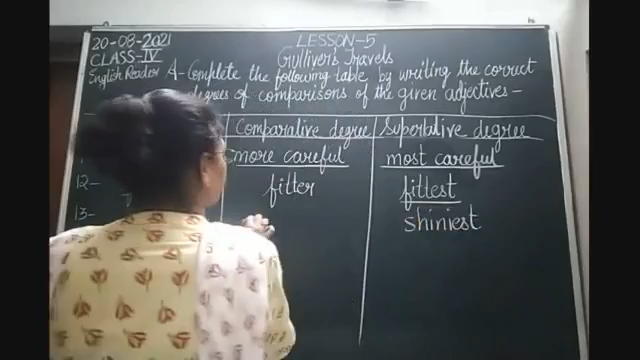 20-08-2021 LESSON-5
CLASS-IV Gulliver's Travels
English Reader A- Complete the following table by writing the correct
degrees of comparisons of the given adjectives -
Comparative degree Superlative degree
more careful most careful
12- fitter fittest
13- shiniest